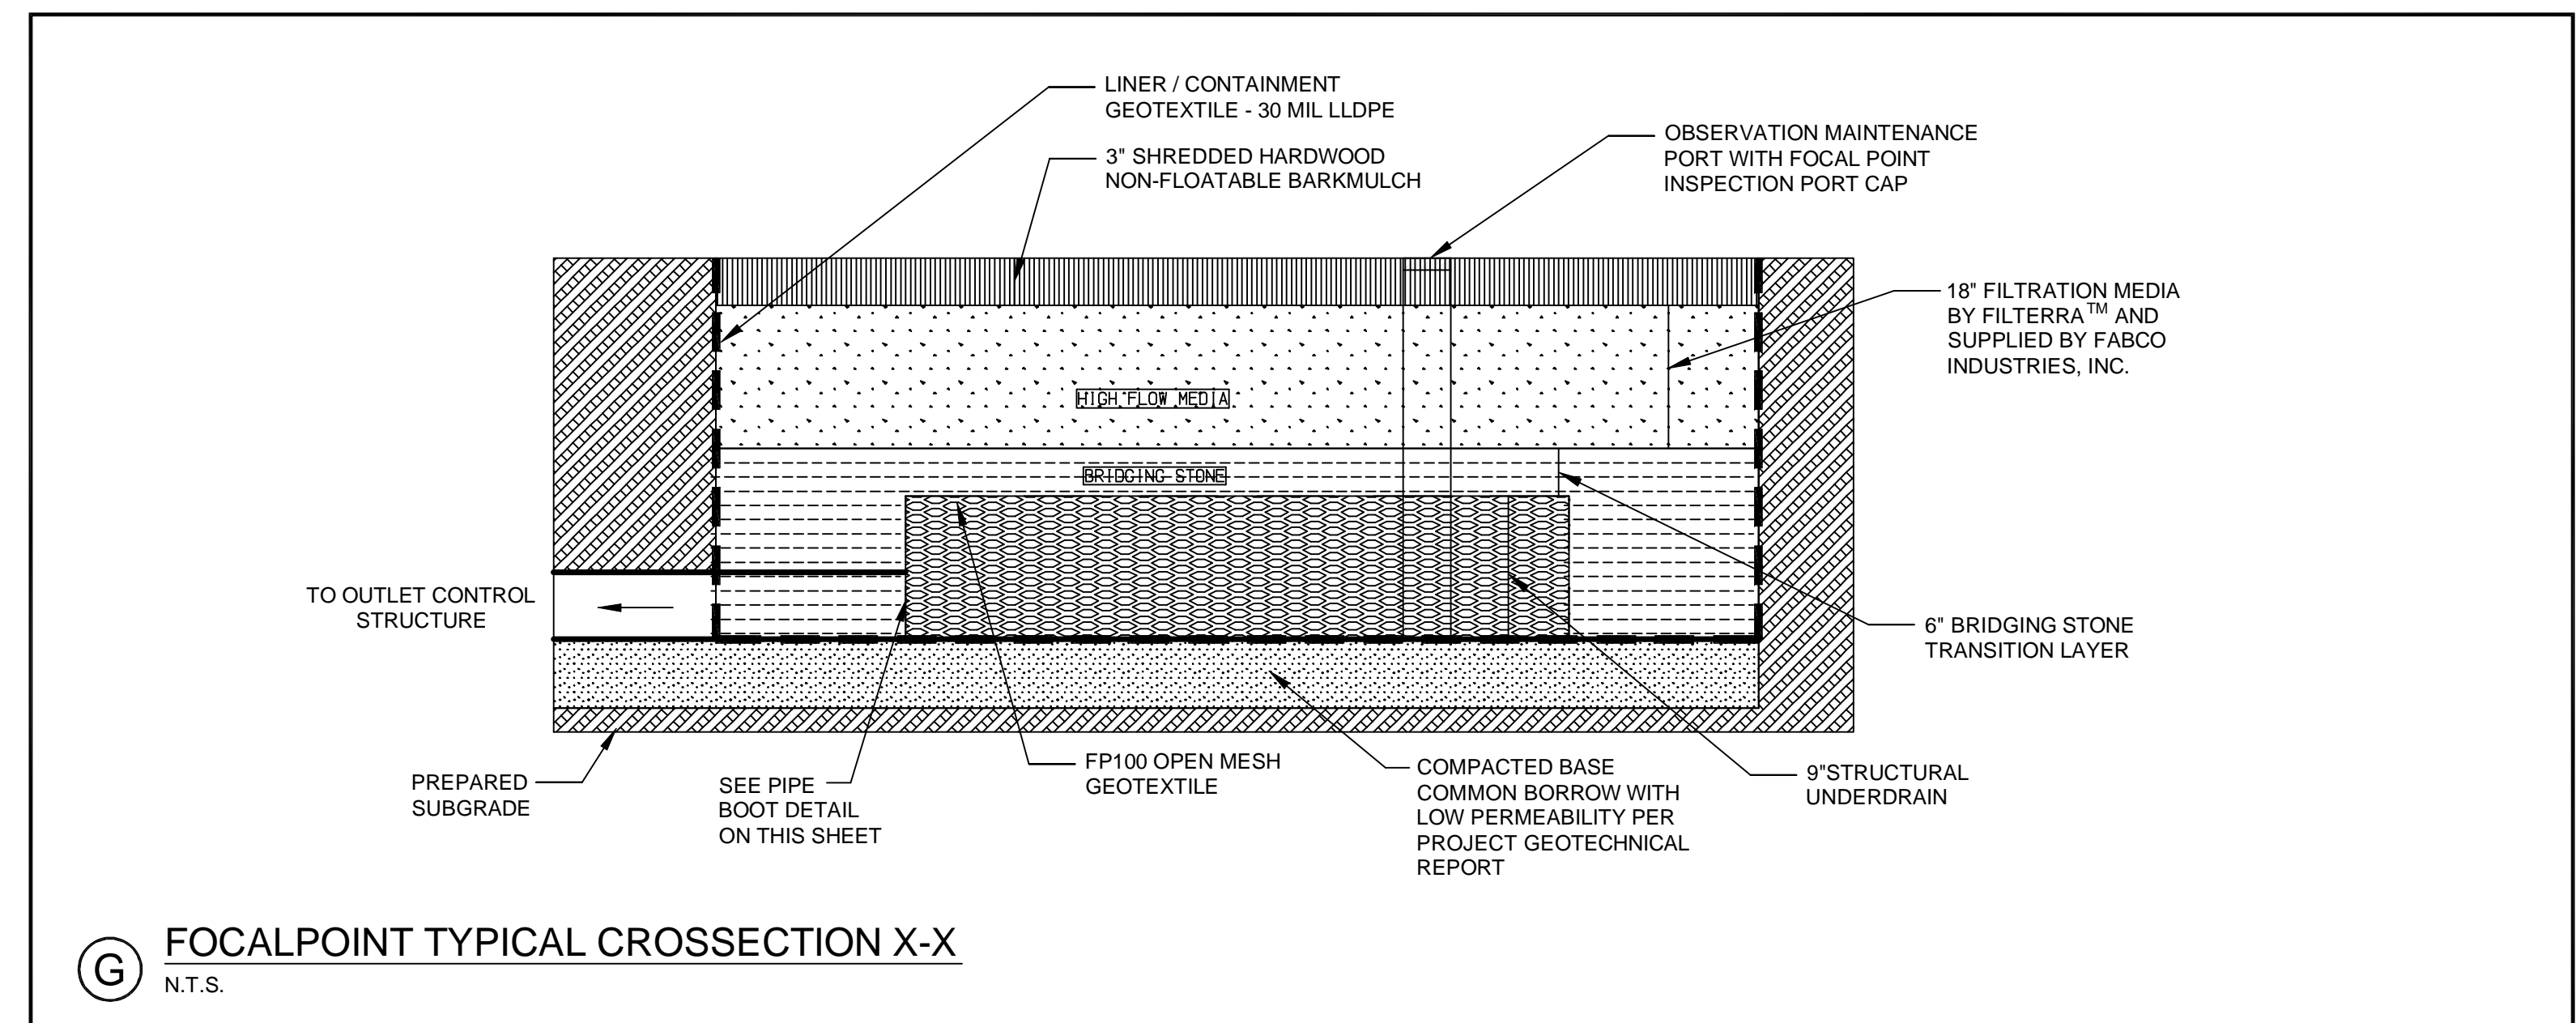 LINER / CONTAINMENT
GEOTEXTILE - 30 MIL LLDPE
3" SHREDDED HARDWOOD
NON-FLOATABLE BARKMULCH
OBSERVATION MAINTENANCE
PORT WITH FOCAL POINT
INSPECTION PORT CAP
18" FILTRATION MEDIA
BY FILTERRA™ AND
SUPPLIED BY FABCO
INDUSTRIES, INC.
HIGH FLOW MEDIA
BRIDGING STONE
TO OUTLET CONTROL
STRUCTURE
6" BRIDGING STONE
TRANSITION LAYER
PREPARED
SUBGRADE
SEE PIPE
BOOT DETAIL
ON THIS SHEET
FP100 OPEN MESH
GEOTEXTILE
COMPACTED BASE
COMMON BORROW WITH
LOW PERMEABILITY PER
PROJECT GEOTECHNICAL
REPORT
9"STRUCTURAL
UNDERDRAIN
G
FOCALPOINT TYPICAL CROSSECTION X-X
N.T.S.